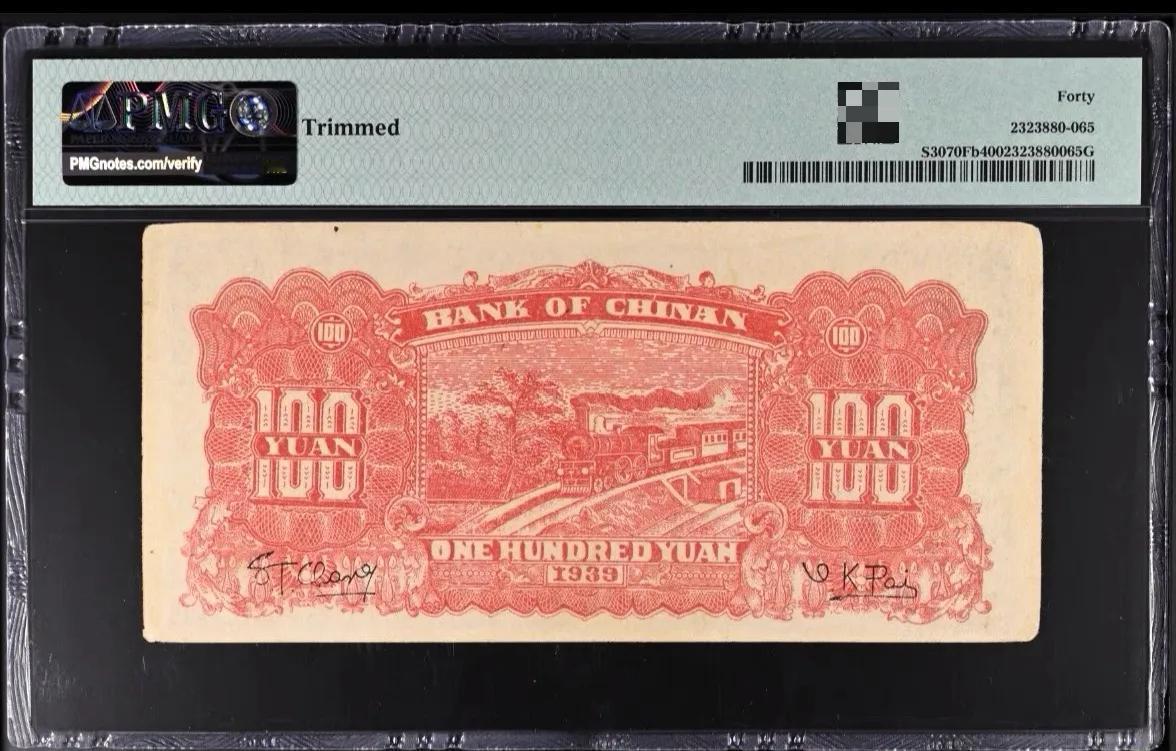 PMG
PMGnotes.com/verify
Trimmed
Forty
2323880-065
S3070Fb4002323880065G
BANK OF CHINAN
100
100
100
YUAN
100
YUAN
ONE HUNDRED YUAN
1939
S T Chang
K Pai